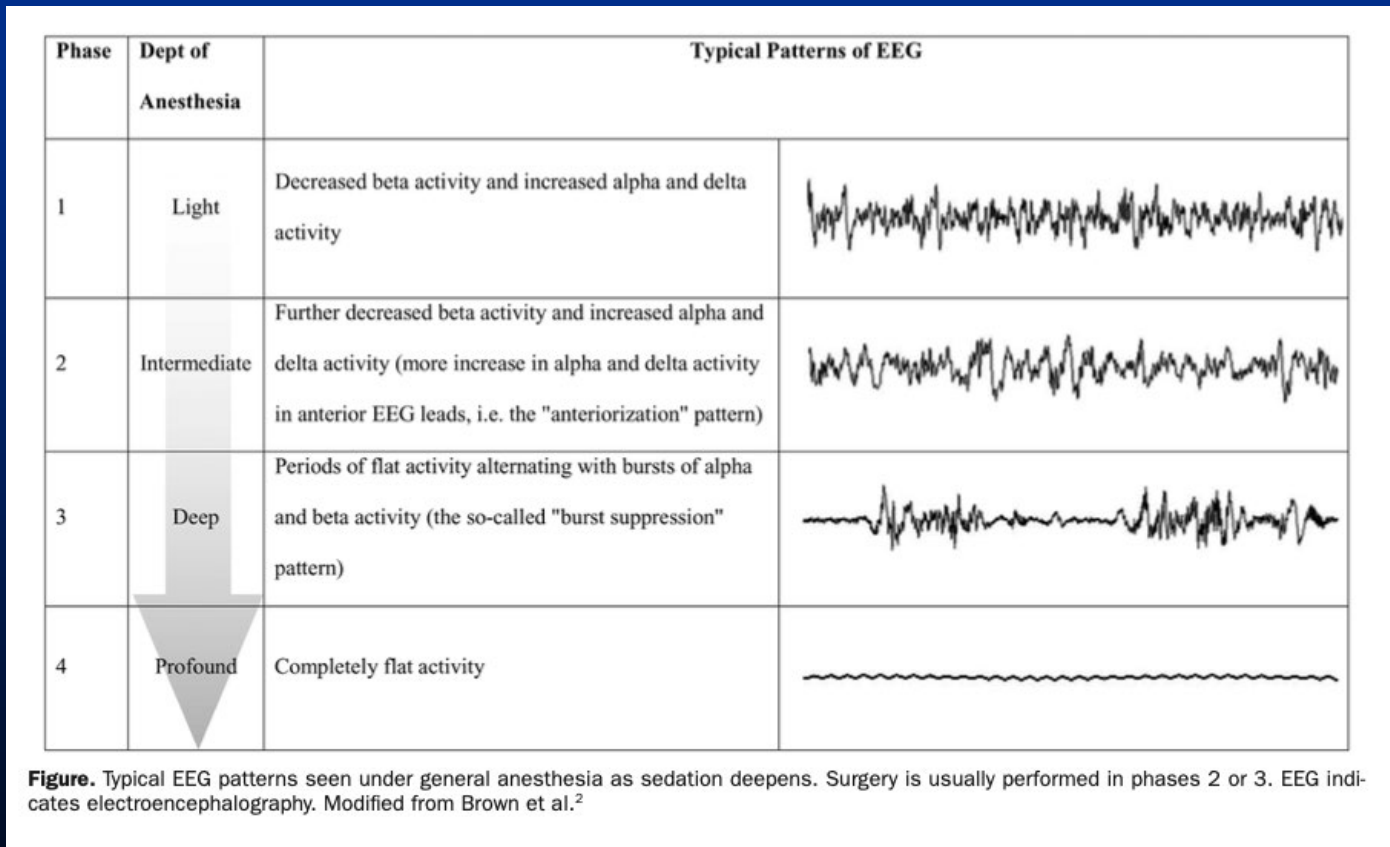 Phase
Dept of
Anesthesia
Typical Patterns of EEG
1
Light
Decreased beta activity and increased alpha and delta
activity
2
Intermediate
Further decreased beta activity and increased alpha and
delta activity (more increase in alpha and delta activity
in anterior EEG leads, i.e. the "anteriorization" pattern)
3
Deep
Periods of flat activity alternating with bursts of alpha
and beta activity (the so-called "burst suppression"
pattern)
4
Profound
Completely flat activity
Figure. Typical EEG patterns seen under general anesthesia as sedation deepens. Surgery is usually performed in phases 2 or 3. EEG indi-
cates electroencephalography. Modified from Brown et al.2